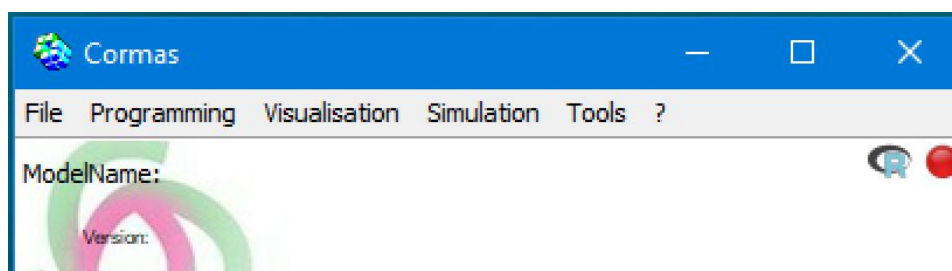 Cormas
File Programming Visualisation Simulation Tools ?
ModelName:
R
Version: